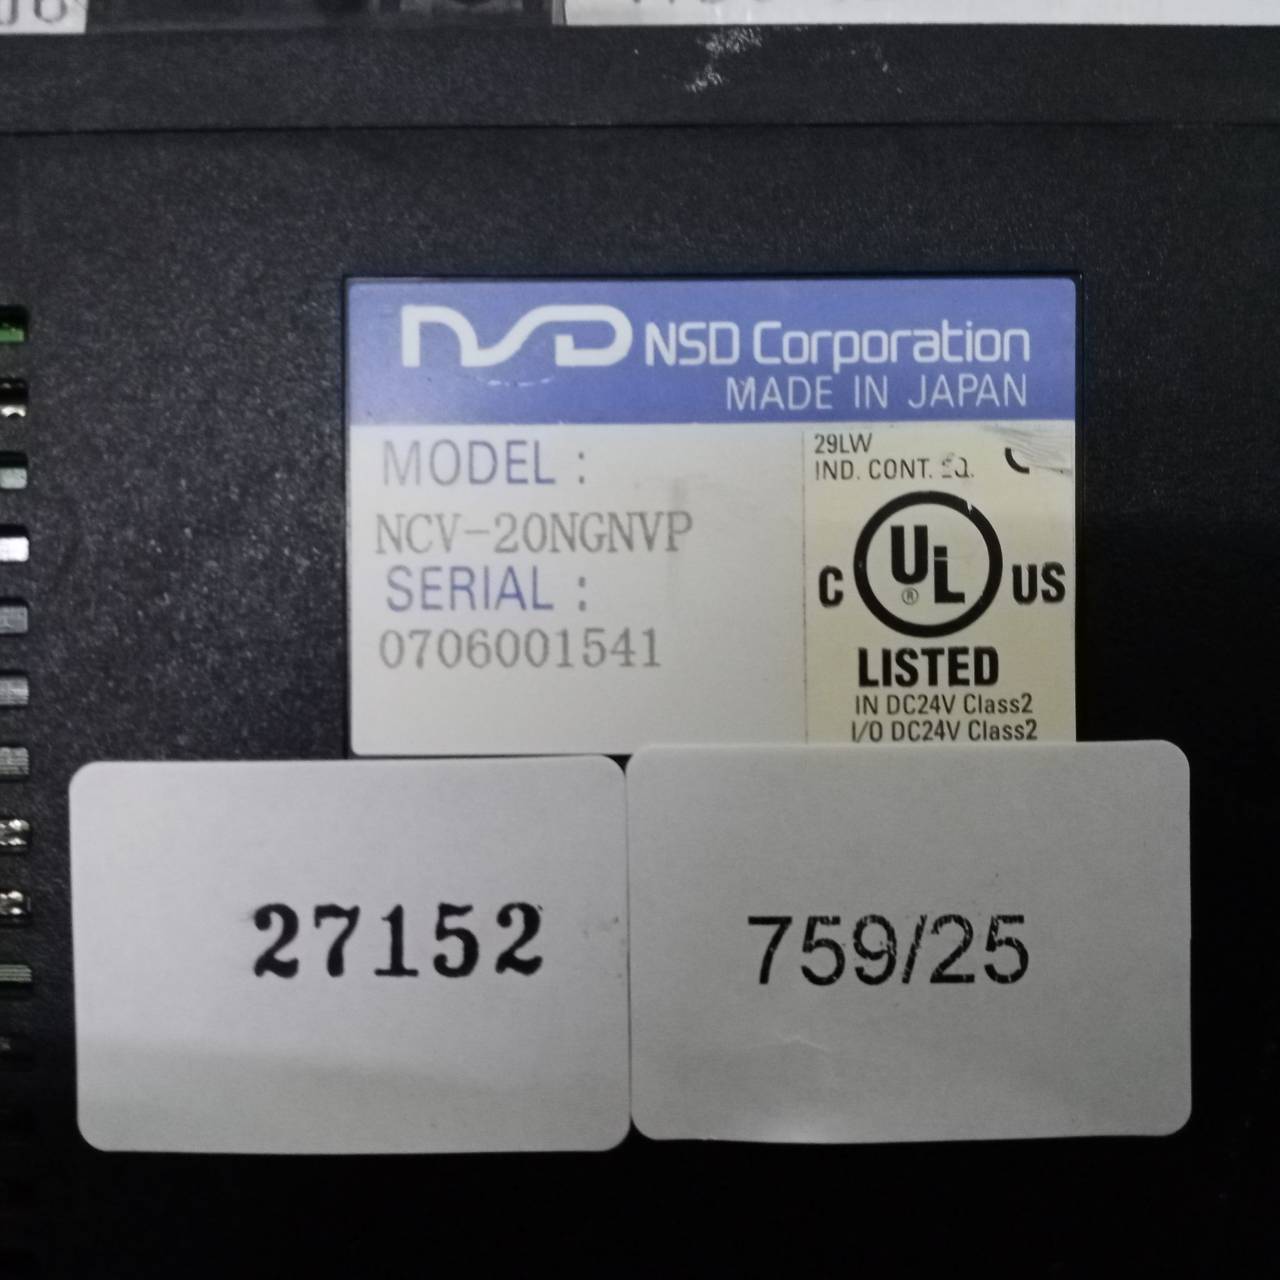 NSD NSD Corporation
MADE IN JAPAN
MODEL :
NCV-20NGNVP
SERIAL :
0706001541
29LW
IND. CONT. EQ.
C UL ® US
LISTED
IN DC24V Class2
I/O DC24V Class2
27152
759/25